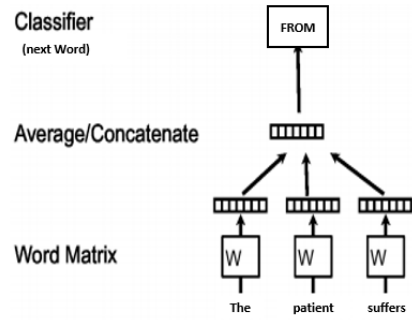 Classifier
(next Word)
FROM
Average/Concatenate
Word Matrix
W W W
The patient suffers